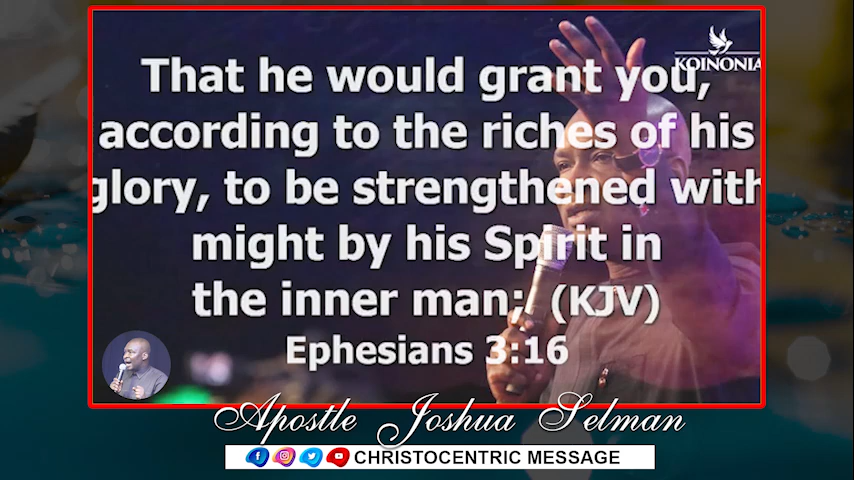 KOINONIA
That he would grant you,
according to the riches of his
glory, to be strengthened with
might by his Spirit in
the inner man; (KJV)
Ephesians 3:16
Apostle Joshua Selman
CHRISTOCENTRIC MESSAGE